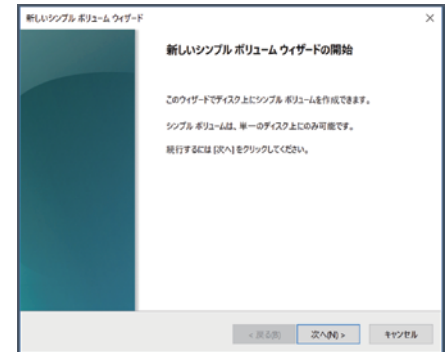 新しいシンプル ボリューム ウィザード
新しいシンプル ボリューム ウィザードの開始
このウィザードでディスク上にシンプル ボリュームを作成できます。
シンプル ボリュームは、単一のディスク上にのみ可能です。
続行するには [次へ] をクリックしてください。
< 戻る(B) 次へ(N) > キャンセル